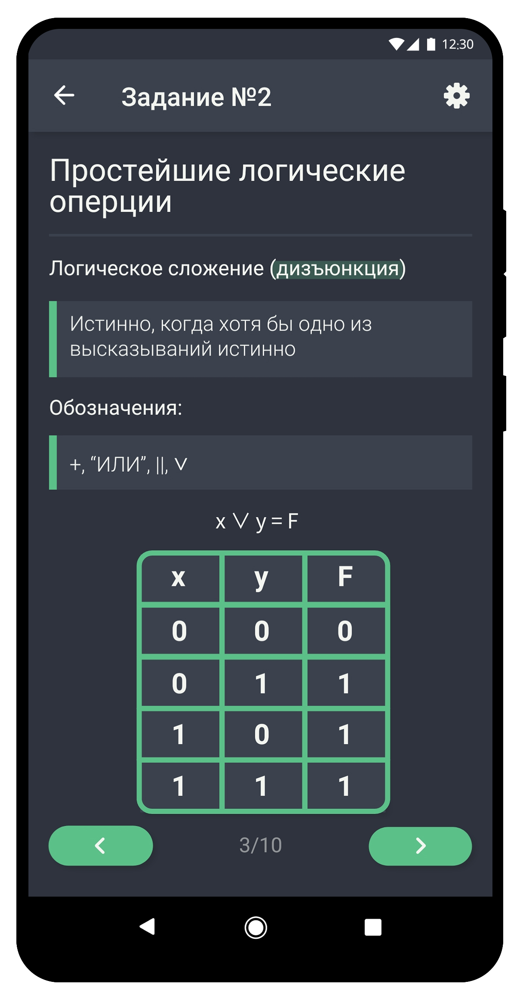 12:30
Задание №2
Простейшие логические
оперции
Логическое сложение (дизъюнкция)
Истинно, когда хотя бы одно из
высказываний истинно
Обозначения:
+, “ИЛИ”, ||, ∨
x ∨ y = F
x y F
0 0 0
0 1 1
1 0 1
1 1 1
3/10